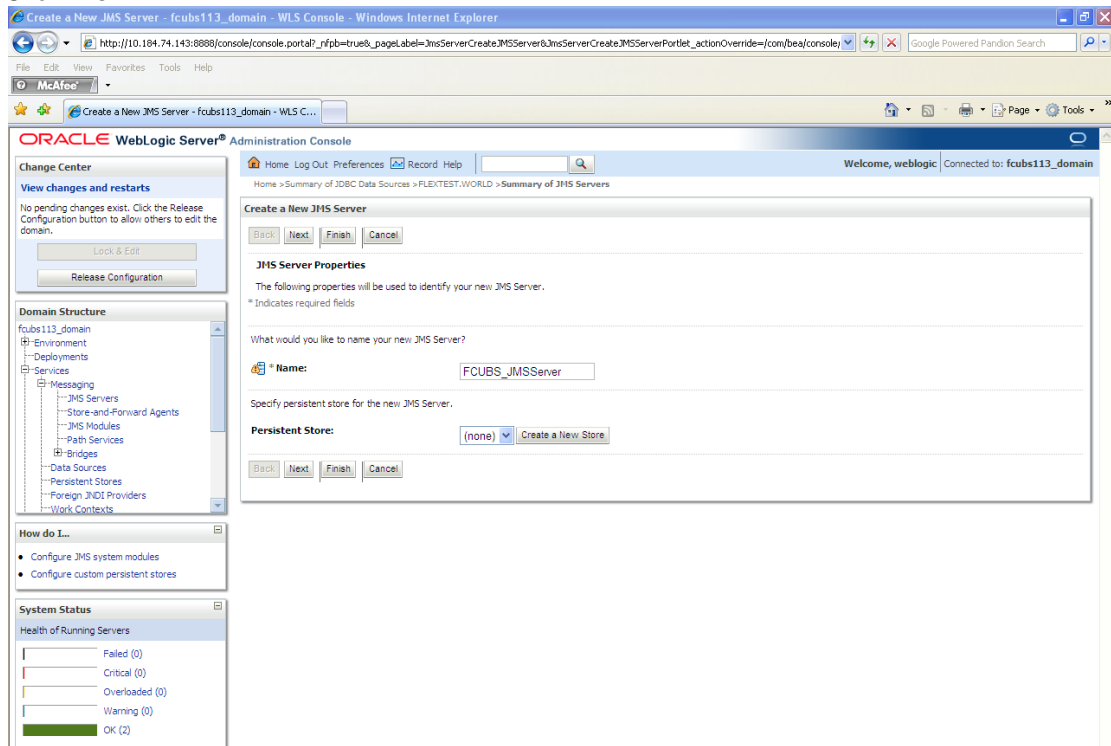 Create a New JMS Server - fcubs113_domain - WLS Console - Windows Internet Explorer
http://10.184.74.143:8888/console/console.portal?_nfpb=true&_pageLabel=JmsServerCreateJMSServer&JmsServerCreateJMSServerPortlet_actionOverride=/com/bea/console/
Google Powered Pandion Search
File Edit View Favorites Tools Help
McAfee
Create a New JMS Server - fcubs113_domain - WLS C...
Page Tools
ORACLE WebLogic Server® Administration Console
Change Center
View changes and restarts
No pending changes exist. Click the Release
Configuration button to allow others to edit the
domain.
Lock & Edit
Release Configuration
Domain Structure
fcubs113_domain
Environment
Deployments
Services
Messaging
JMS Servers
Store-and-Forward Agents
JMS Modules
Path Services
Bridges
Data Sources
Persistent Stores
Foreign JNDI Providers
Work Contexts
How do I...
Configure JMS system modules
Configure custom persistent stores
System Status
Health of Running Servers
Failed (0)
Critical (0)
Overloaded (0)
Warning (0)
OK (2)
Home Log Out Preferences Record Help
Welcome, weblogic Connected to: fcubs113_domain
Home >Summary of JDBC Data Sources >FLEXTEST.WORLD >Summary of JMS Servers
Create a New JMS Server
Back Next Finish Cancel
JMS Server Properties
The following properties will be used to identify your new JMS Server.
* Indicates required fields
What would you like to name your new JMS Server?
* Name: FCUBS_JMSServer
Specify persistent store for the new JMS Server.
Persistent Store: (none) Create a New Store
Back Next Finish Cancel